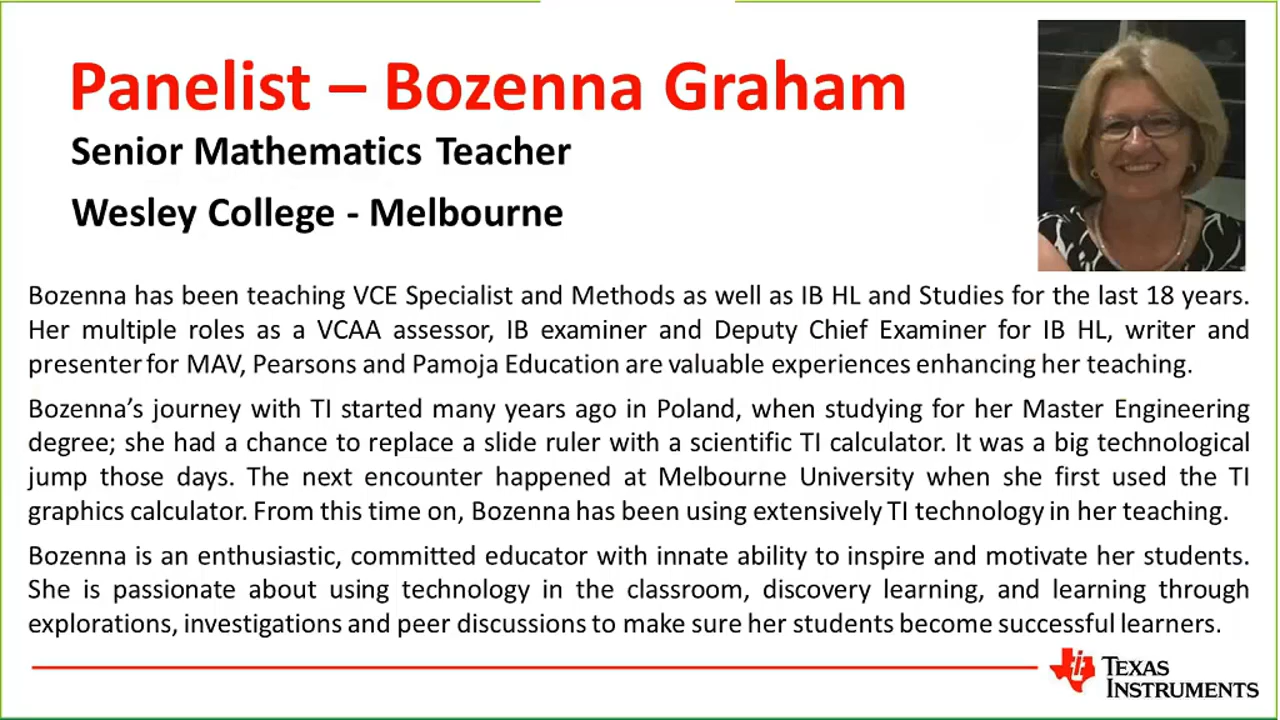 Panelist – Bozenna Graham
Senior Mathematics Teacher
Wesley College - Melbourne
Bozenna has been teaching VCE Specialist and Methods as well as IB HL and Studies for the last 18 years.
Her multiple roles as a VCAA assessor, IB examiner and Deputy Chief Examiner for IB HL, writer and
presenter for MAV, Pearsons and Pamoja Education are valuable experiences enhancing her teaching.
Bozenna’s journey with TI started many years ago in Poland, when studying for her Master Engineering
degree; she had a chance to replace a slide ruler with a scientific TI calculator. It was a big technological
jump those days. The next encounter happened at Melbourne University when she first used the TI
graphics calculator. From this time on, Bozenna has been using extensively TI technology in her teaching.
Bozenna is an enthusiastic, committed educator with innate ability to inspire and motivate her students.
She is passionate about using technology in the classroom, discovery learning, and learning through
explorations, investigations and peer discussions to make sure her students become successful learners.
TEXAS
INSTRUMENTS